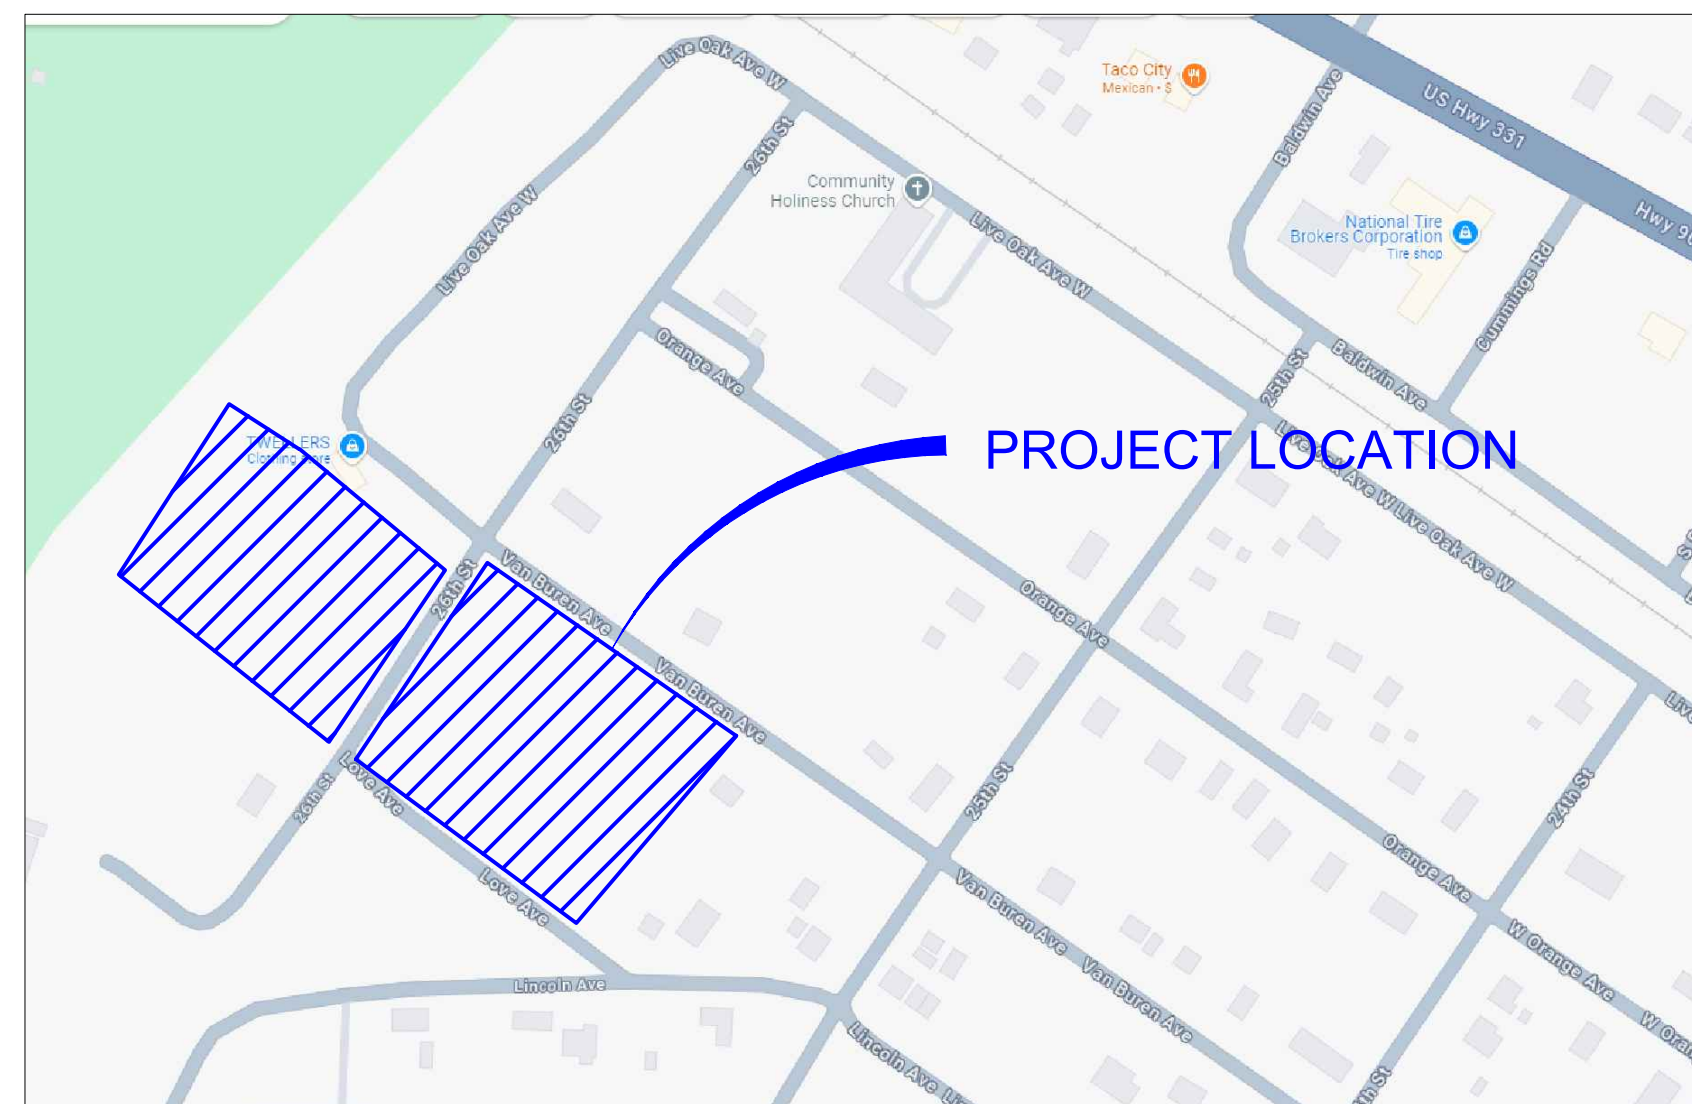 Live Oak Ave W
Taco City
Mexican • $
US Hwy 331
Baldwin Ave
26th St
Community
Holiness Church
Live Oak Ave W
Live Oak Ave W
National Tire
Brokers Corporation
Tire shop
Hwy 90
Cummings Rd
Orange Ave
25th St
Baldwin Ave
26th St
PROJECT LOCATION
Live Oak Ave W
Live Oak Ave W
Clothing store
Van Buren Ave
26th St
Orange Ave
Van Buren Ave
26th St
Love Ave
25th St
24th St
Love Ave
Van Buren Ave
Orange Ave
W Orange Ave
Lincoln Ave
Van Buren Ave
Lincoln Ave